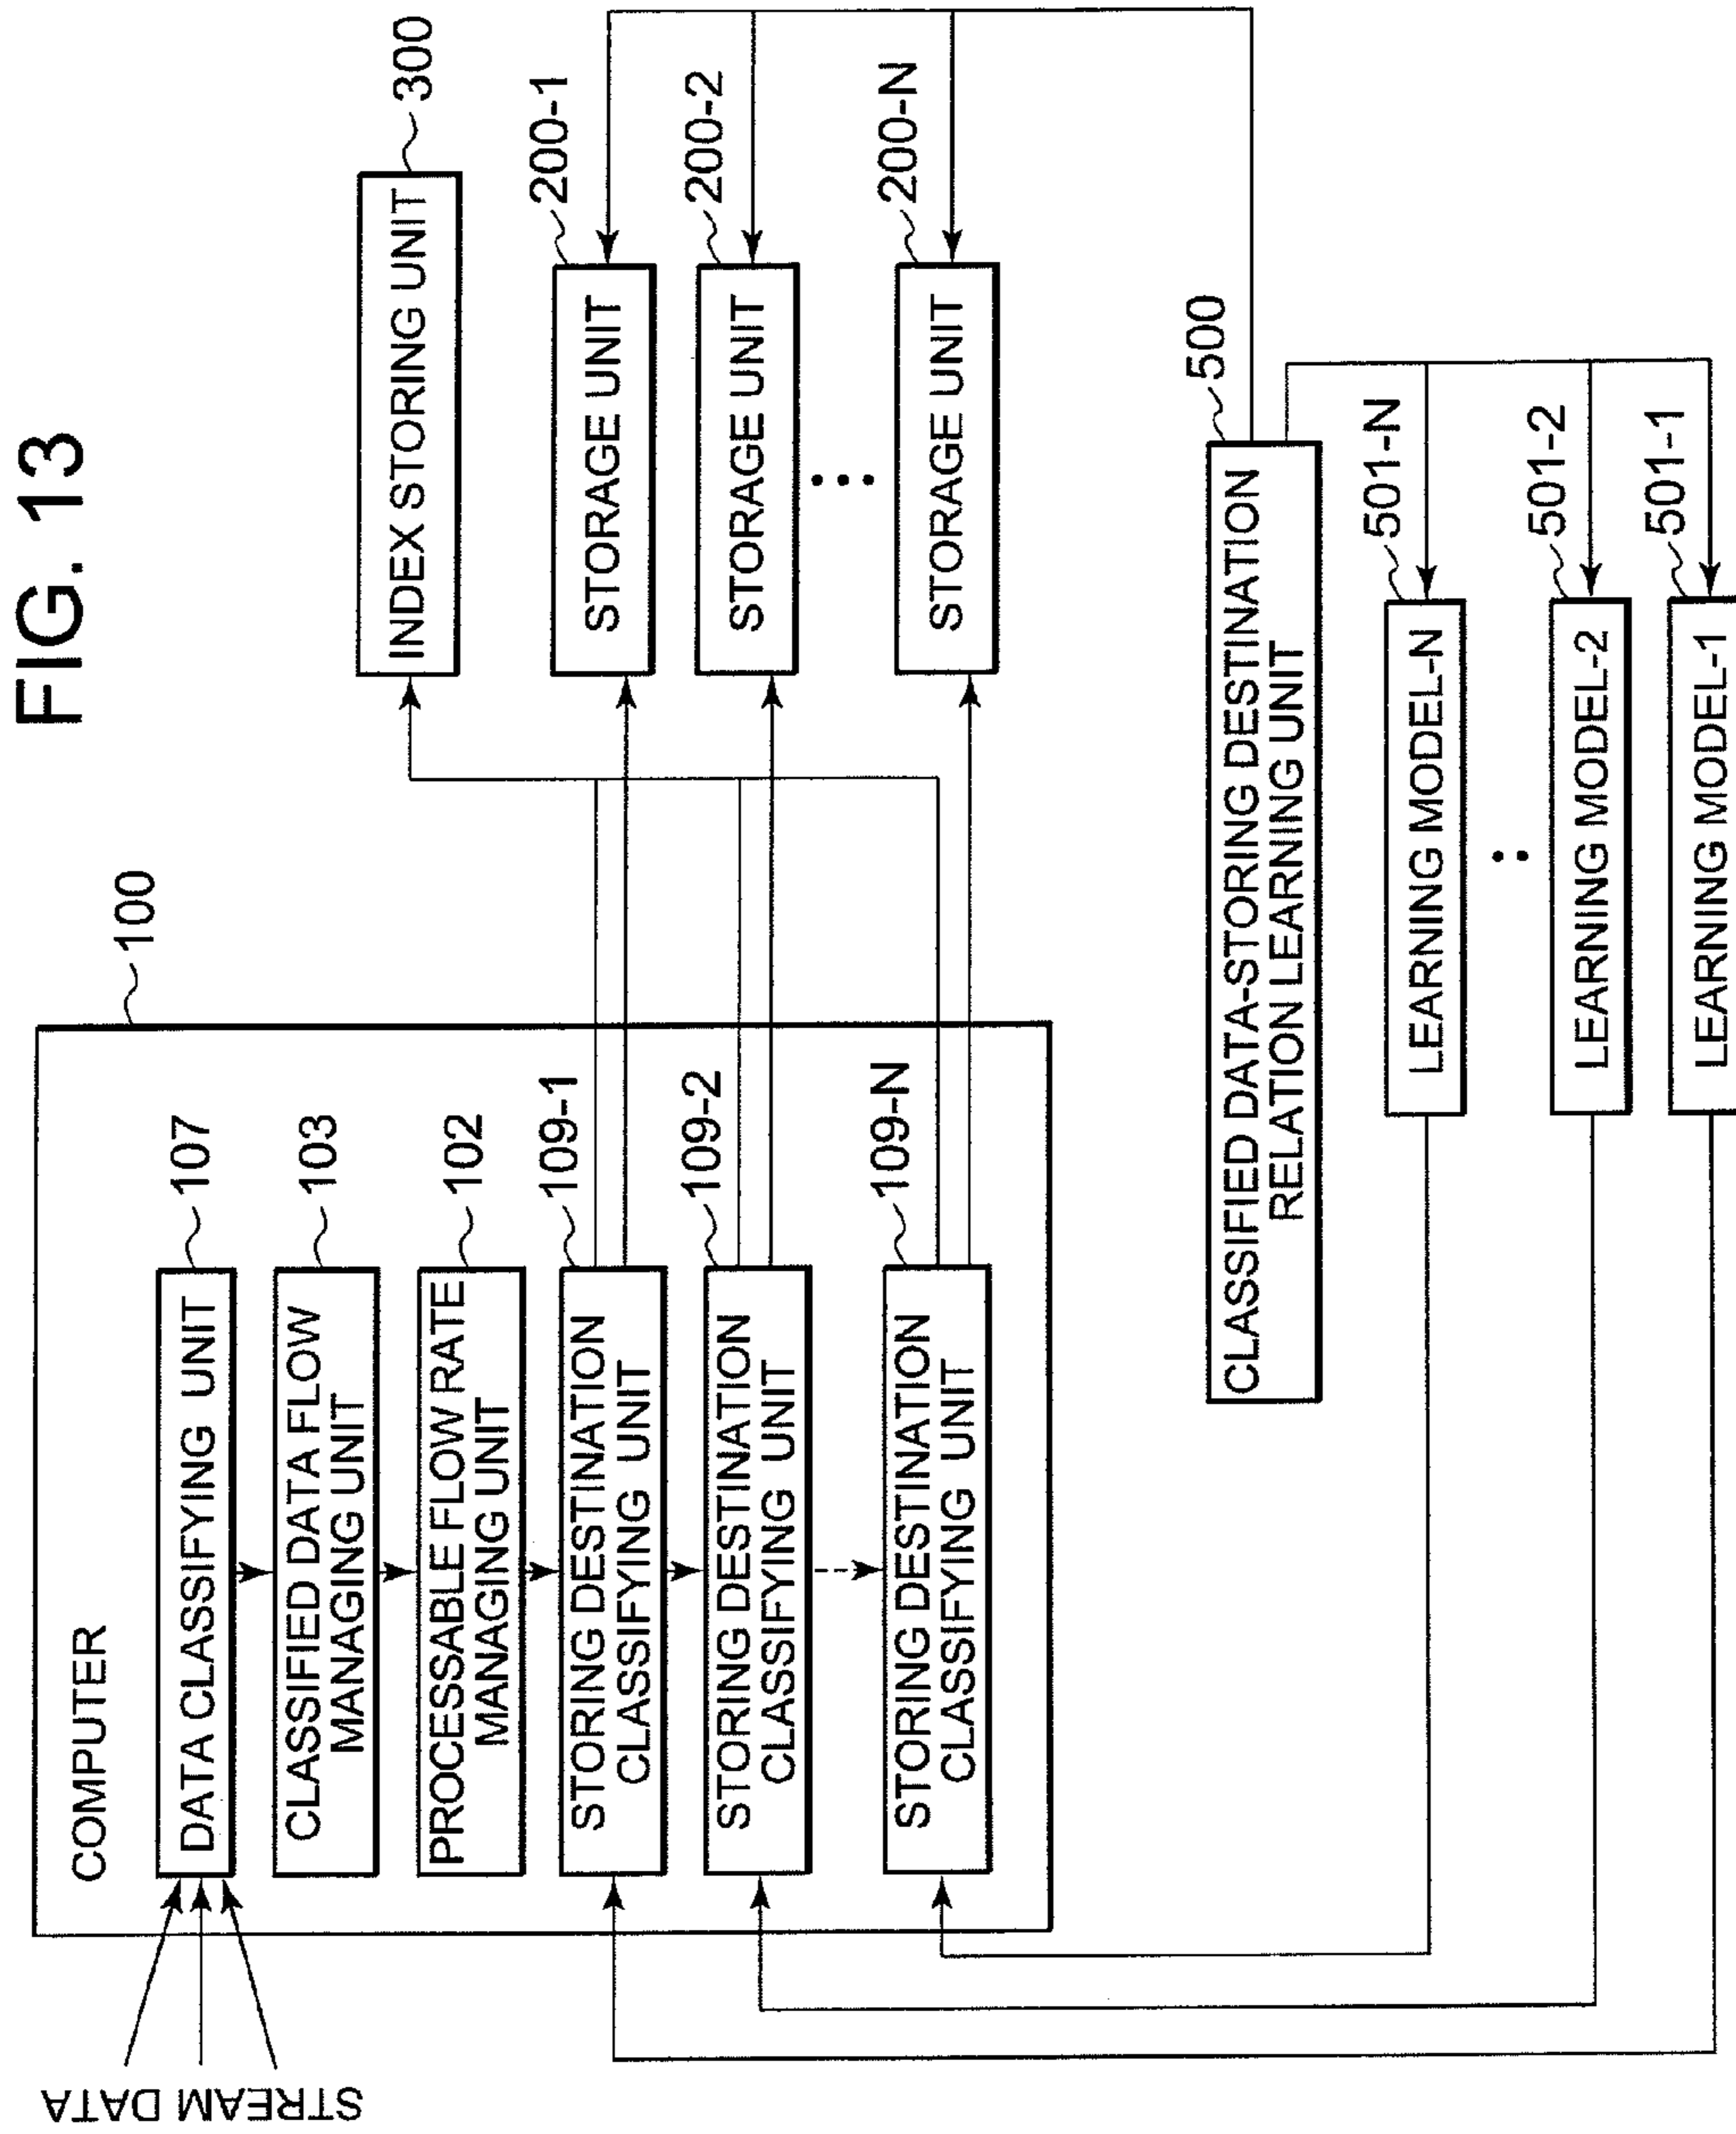 FIG. 13
100
COMPUTER
STREAM DATA
107
DATA CLASSIFYING UNIT
103
CLASSIFIED DATA FLOW
MANAGING UNIT
102
PROCESSABLE FLOW RATE
MANAGING UNIT
109-1
STORING DESTINATION
CLASSIFYING UNIT
109-2
STORING DESTINATION
CLASSIFYING UNIT
109-N
STORING DESTINATION
CLASSIFYING UNIT
300
INDEX STORING UNIT
200-1
STORAGE UNIT
200-2
STORAGE UNIT
200-N
STORAGE UNIT
500
CLASSIFIED DATA-STORING DESTINATION
RELATION LEARNING UNIT
501-N
LEARNING MODEL-N
501-2
LEARNING MODEL-2
501-1
LEARNING MODEL-1